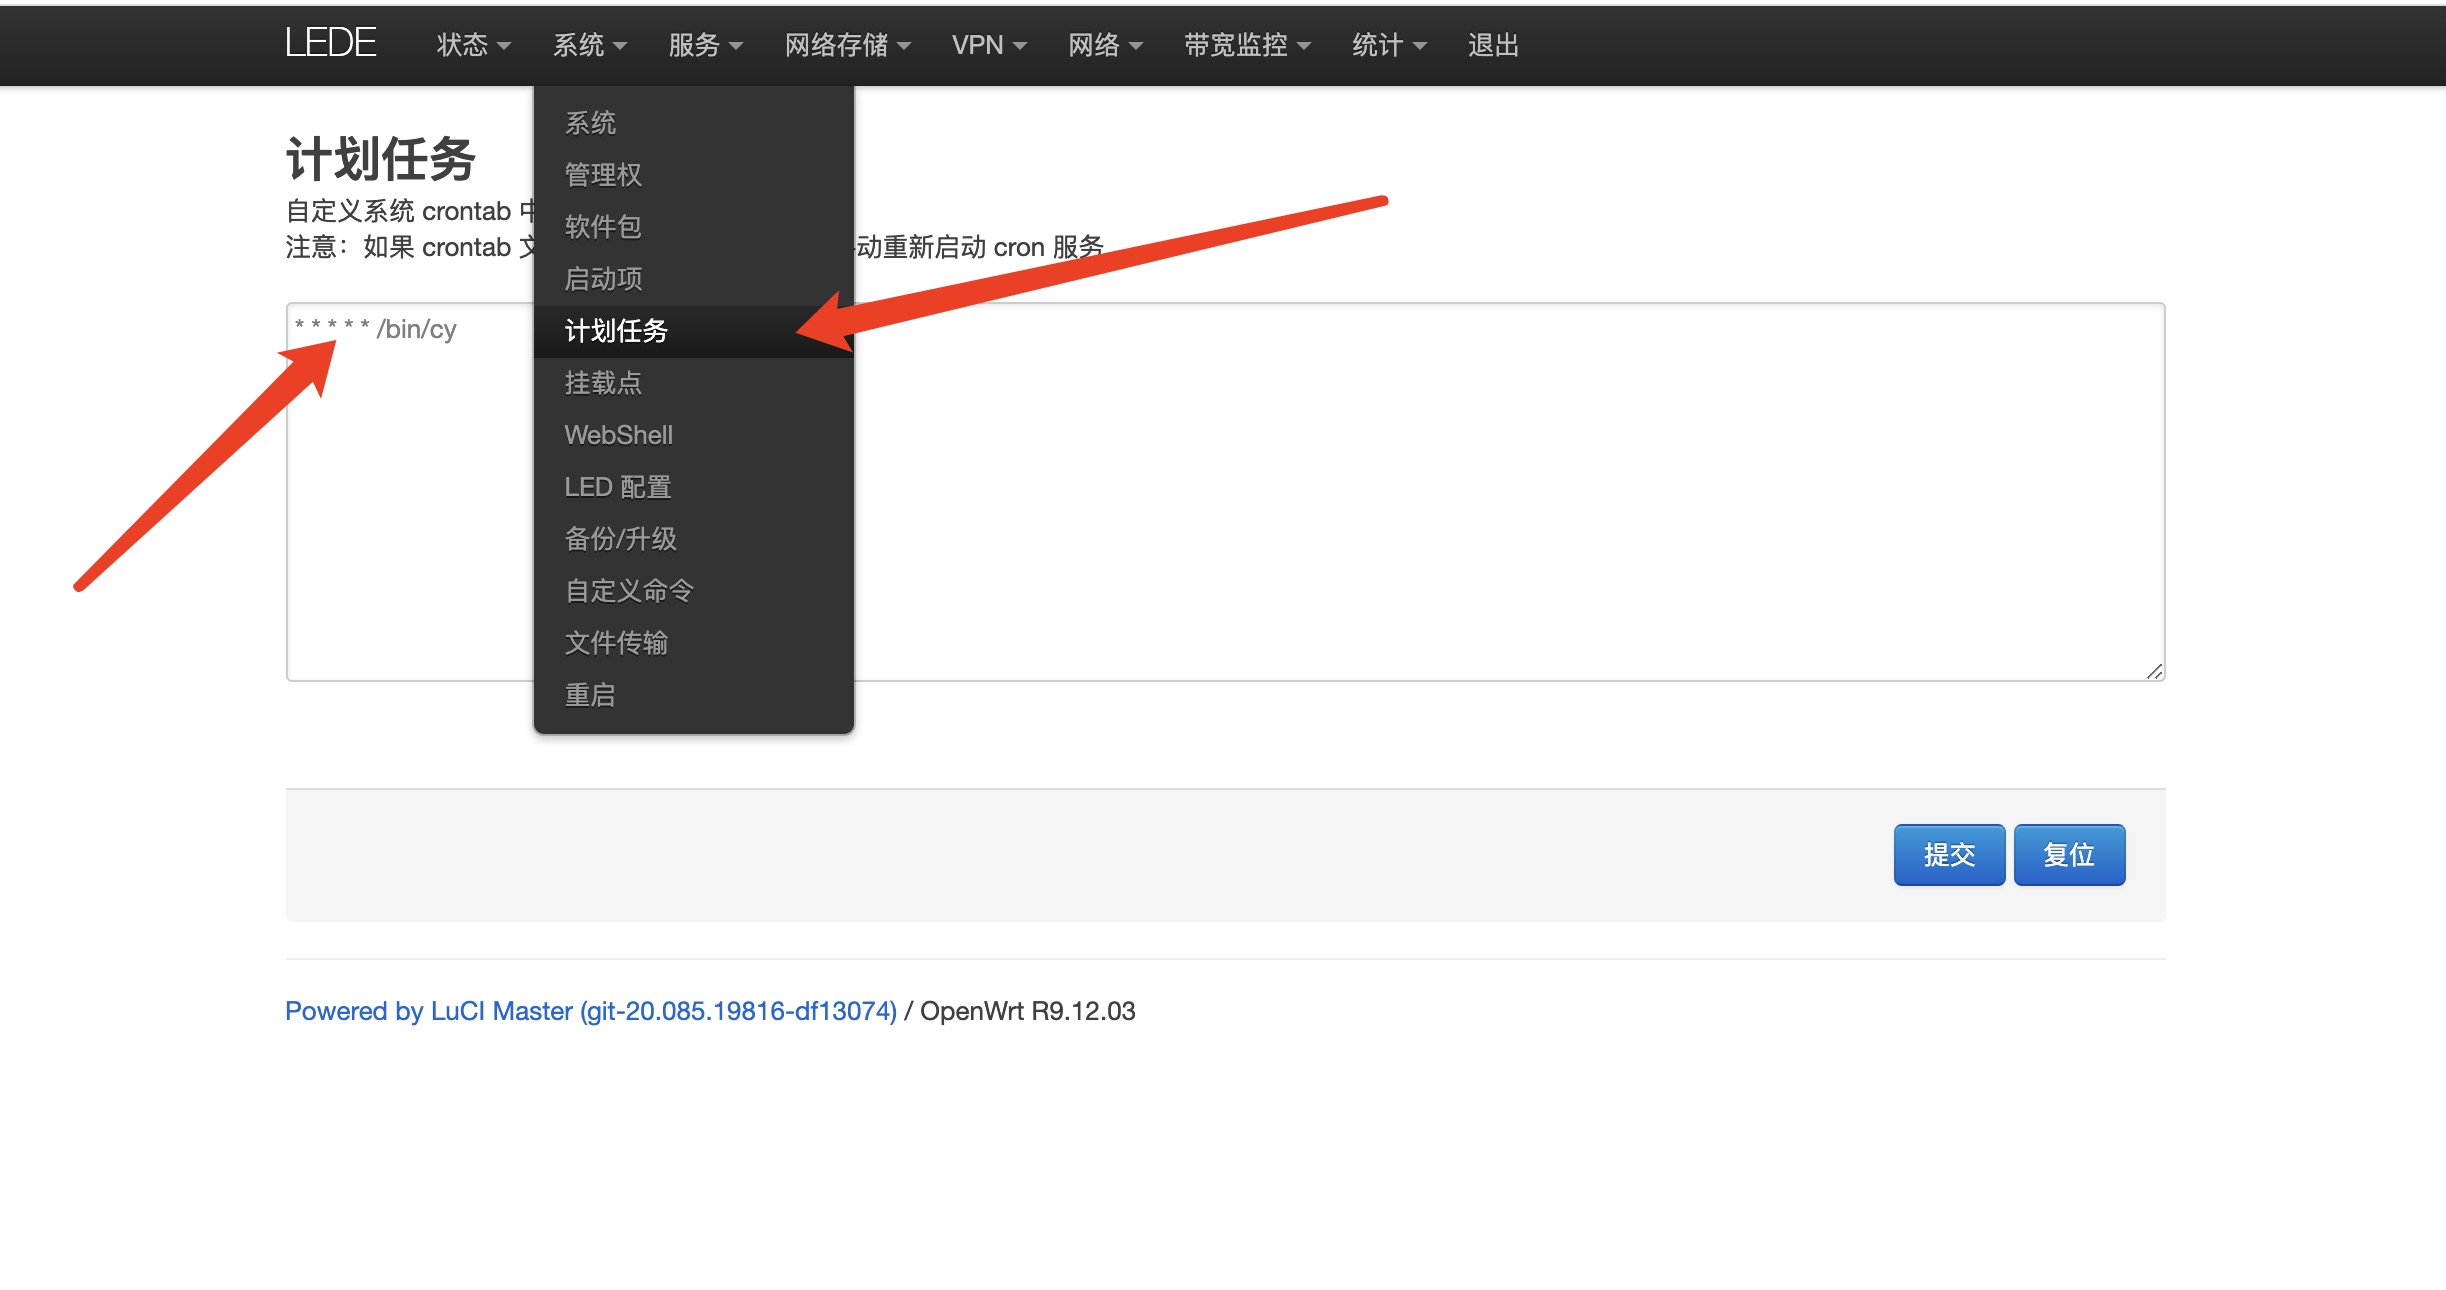 LEDE 状态 系统 服务 网络存储 VPN 网络 带宽监控 统计 退出
系统
管理权
软件包
启动项
计划任务
挂载点
WebShell
LED 配置
备份/升级
自定义命令
文件传输
重启
计划任务
自定义系统 crontab
注意：如果 crontab 动重新启动 cron 服务
* * * * * /bin/cy
提交 复位
Powered by LuCI Master (git-20.085.19816-df13074) / OpenWrt R9.12.03